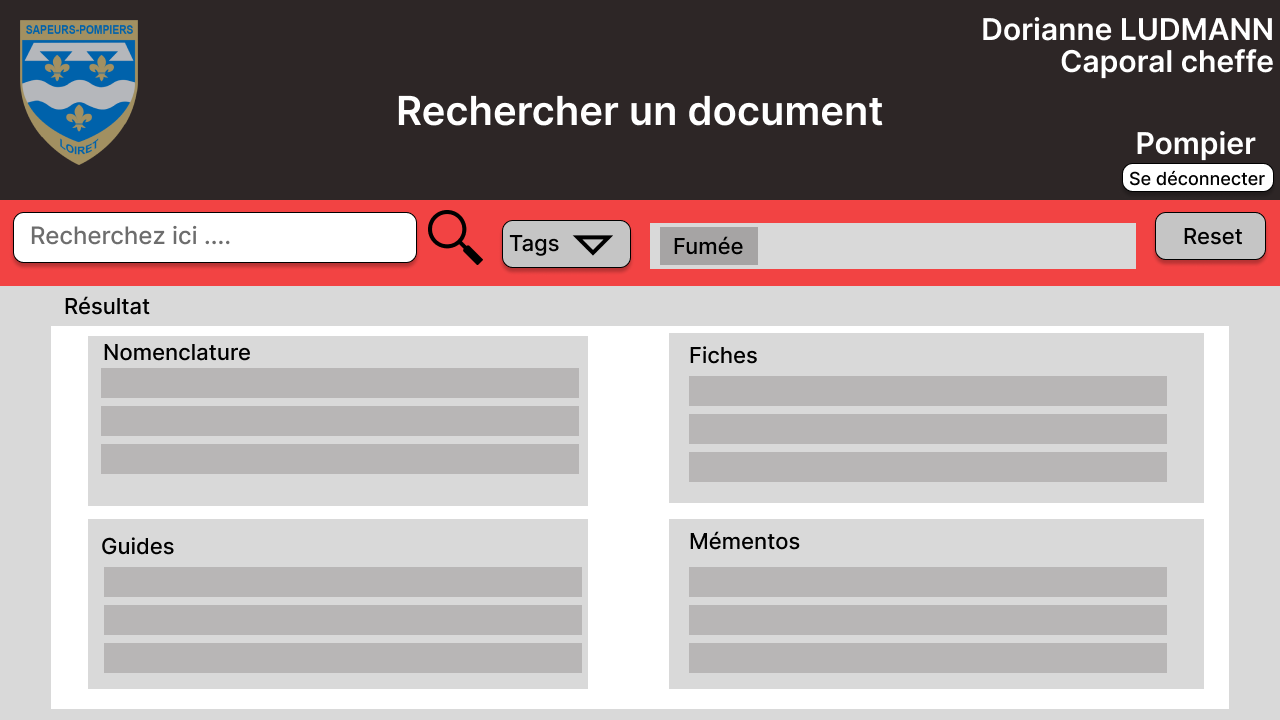 SAPEURS-POMPIERS
LOIRET
Dorianne LUDMANN
Caporal cheffe
Rechercher un document
Pompier
Se déconnecter
Recherchez ici ....
Tags
Fumée
Reset
Résultat
Nomenclature
Fiches
Guides
Mémentos